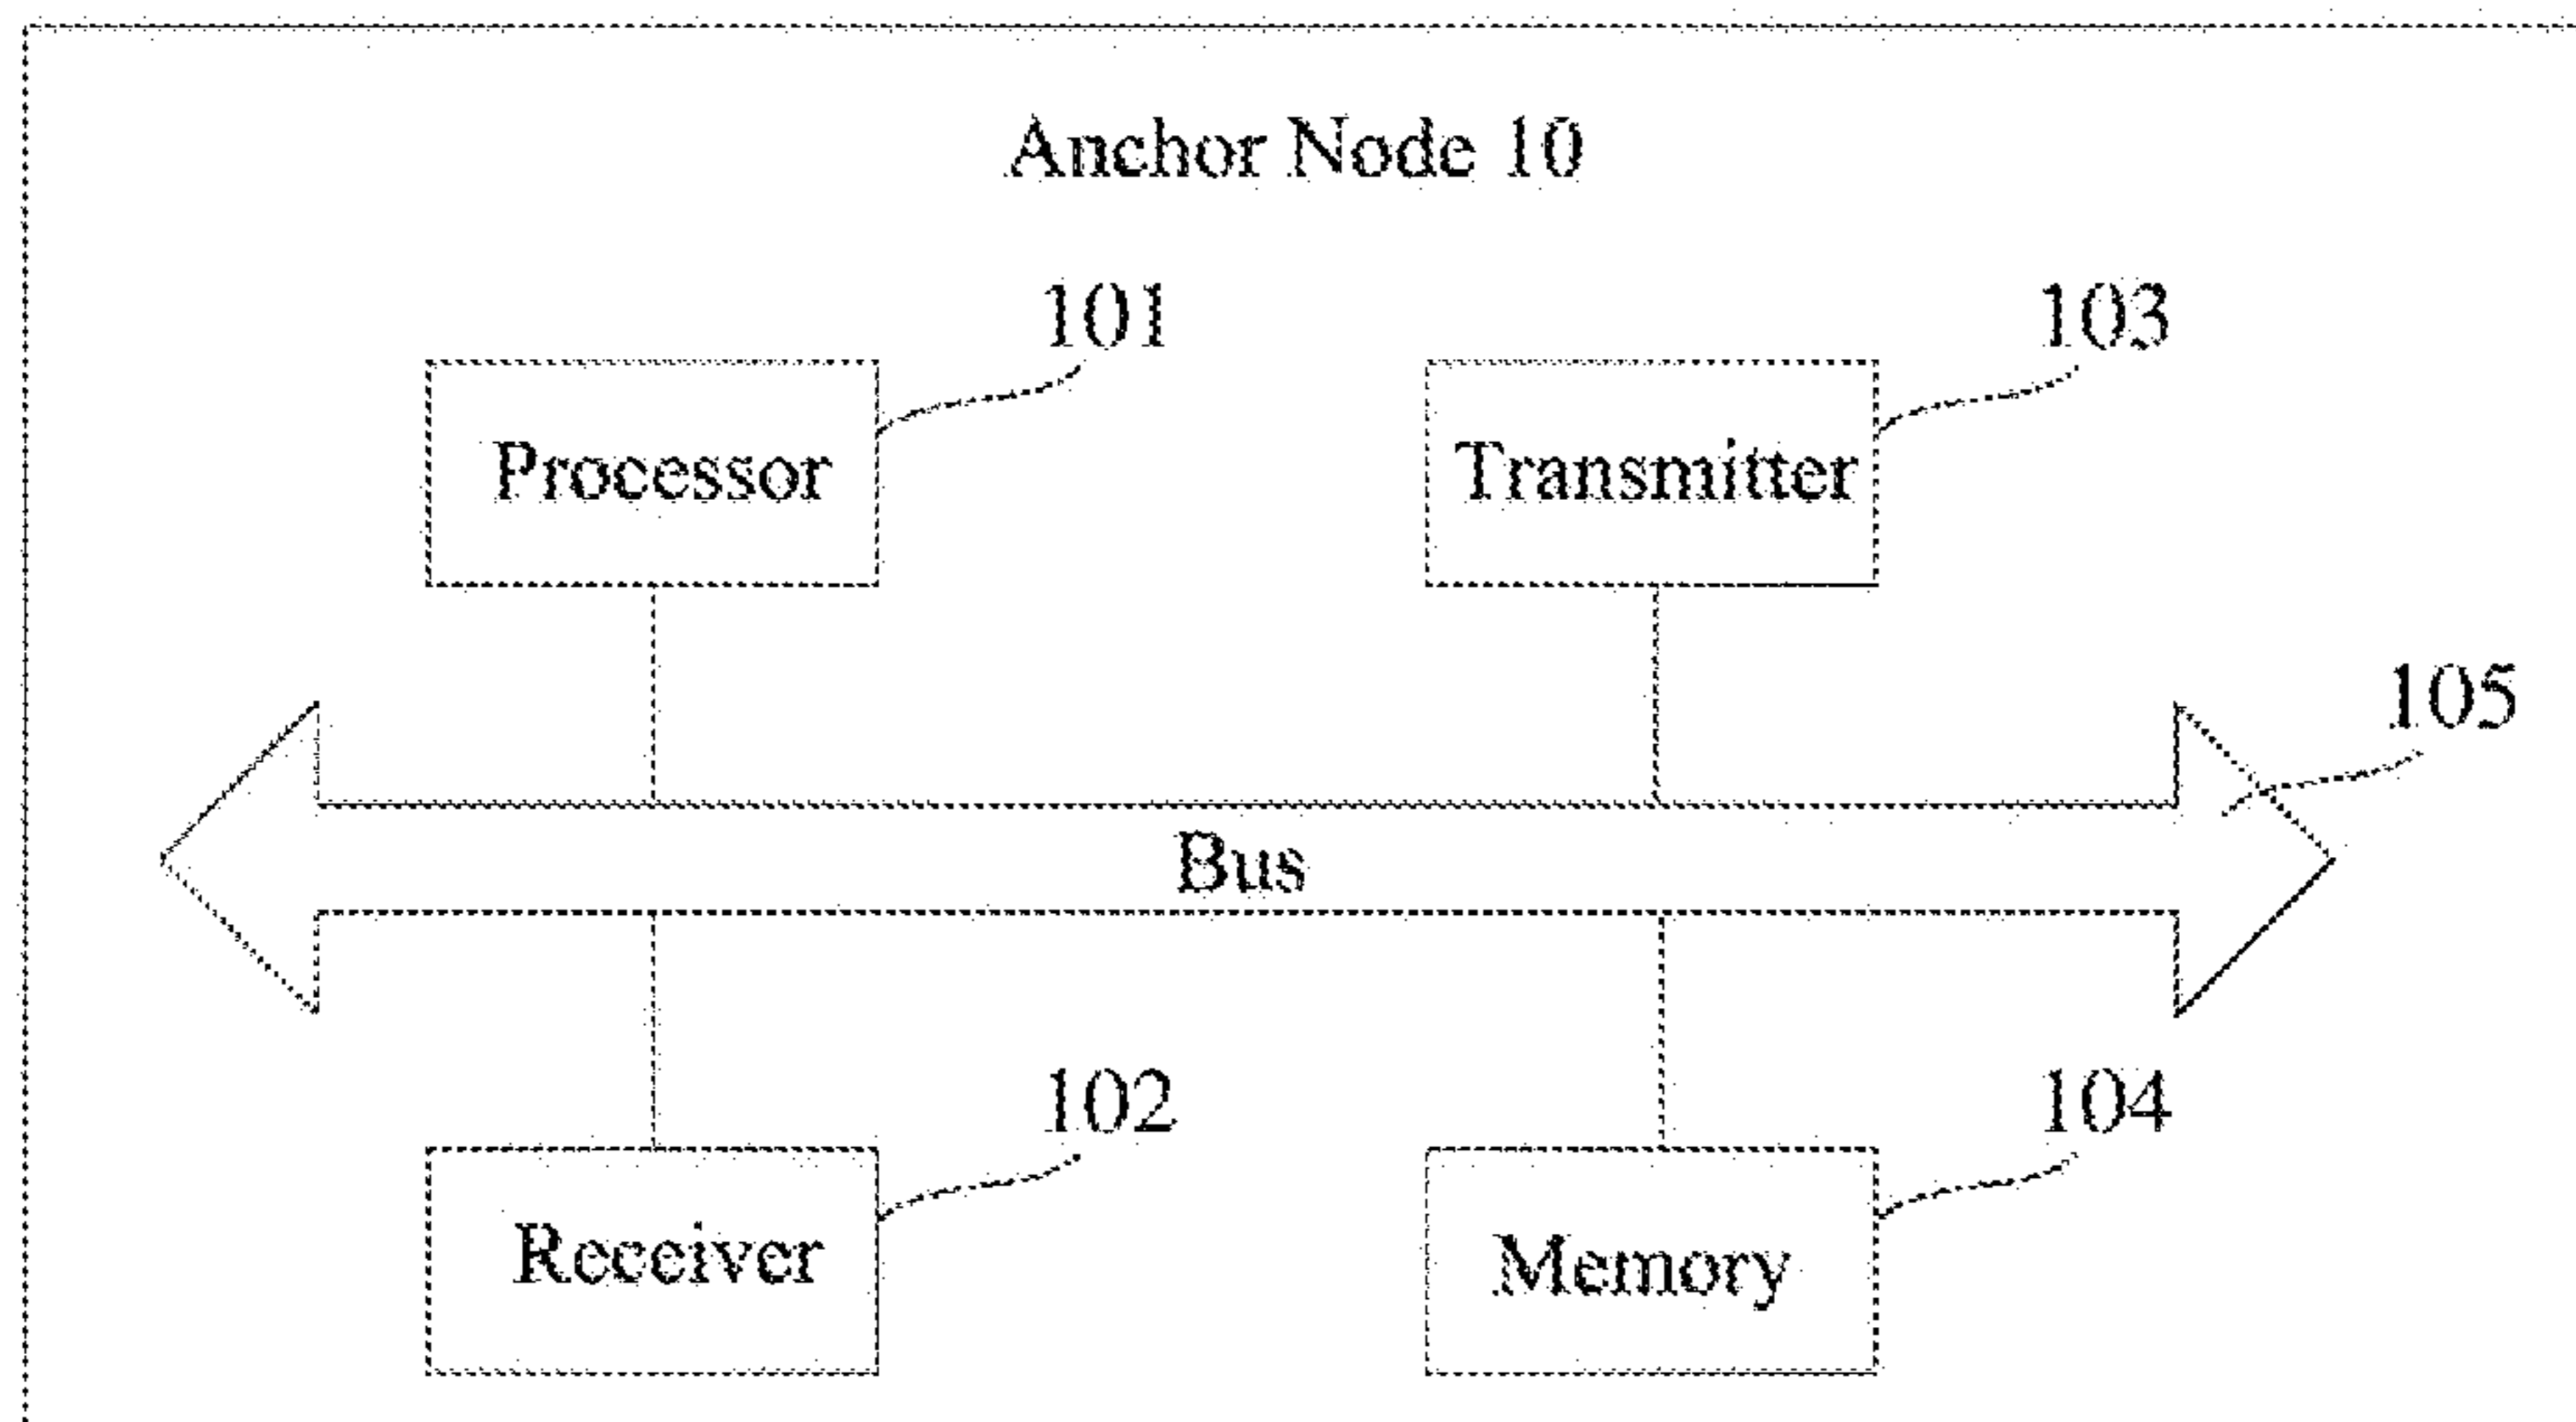 Anchor Node 10
101
103
Processor
Transmitter
105
Bus
102
104
Receiver
Memory